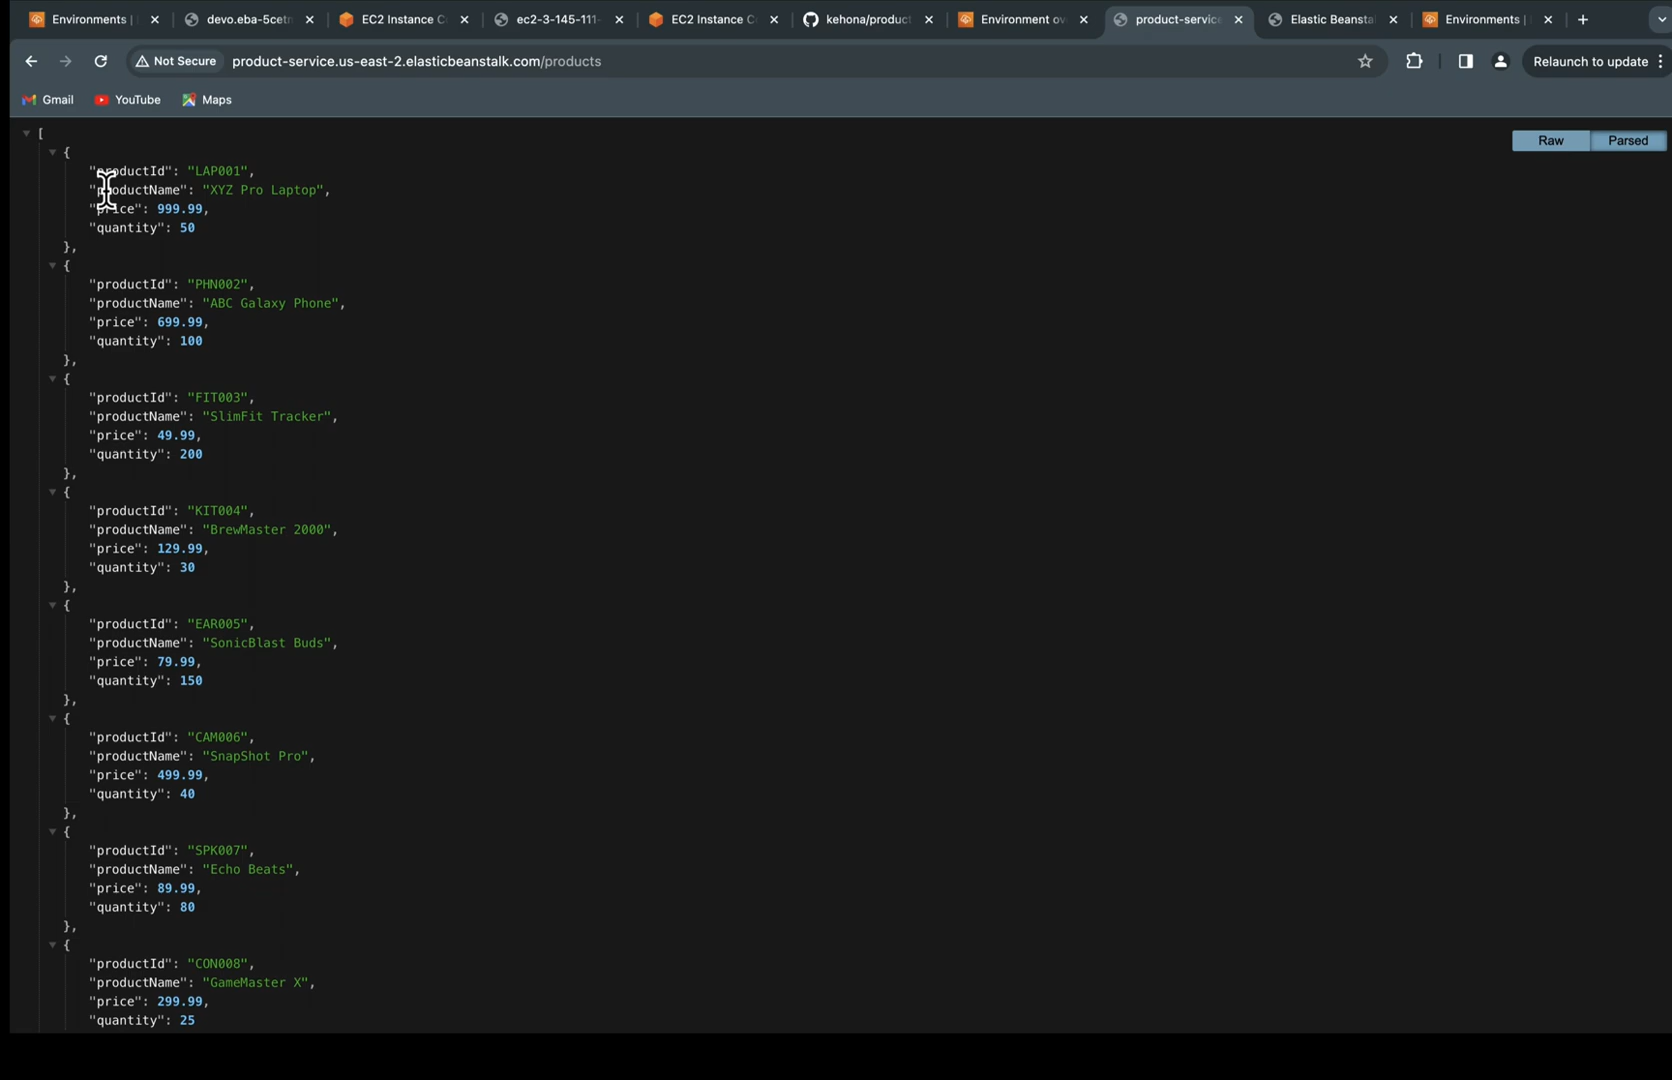 Environments |
devo.eba-5cetr
EC2 Instance C
ec2-3-145-111-
EC2 Instance C
kehona/product
Environment ov
product-service
Elastic Beanstal
Environments |
Not Secure
product-service.us-east-2.elasticbeanstalk.com/products
Relaunch to update
Gmail
YouTube
Maps
Raw
Parsed
[
{
"productId": "LAP001",
"productName": "XYZ Pro Laptop",
"price": 999.99,
"quantity": 50
},
{
"productId": "PHN002",
"productName": "ABC Galaxy Phone",
"price": 699.99,
"quantity": 100
},
{
"productId": "FIT003",
"productName": "SlimFit Tracker",
"price": 49.99,
"quantity": 200
},
{
"productId": "KIT004",
"productName": "BrewMaster 2000",
"price": 129.99,
"quantity": 30
},
{
"productId": "EAR005",
"productName": "SonicBlast Buds",
"price": 79.99,
"quantity": 150
},
{
"productId": "CAM006",
"productName": "SnapShot Pro",
"price": 499.99,
"quantity": 40
},
{
"productId": "SPK007",
"productName": "Echo Beats",
"price": 89.99,
"quantity": 80
},
{
"productId": "CON008",
"productName": "GameMaster X",
"price": 299.99,
"quantity": 25